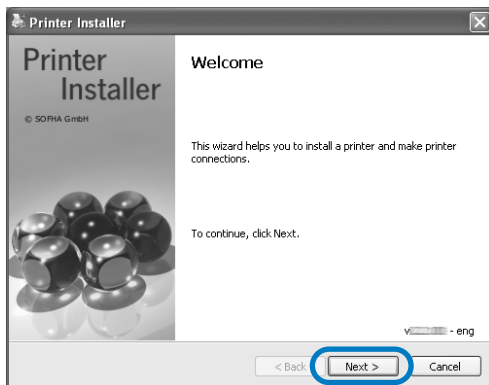 Printer Installer
Printer
Installer
© SOFHA GmbH
Welcome
This wizard helps you to install a printer and make printer
connections.
To continue, click Next.
v - eng
< Back
Next >
Cancel